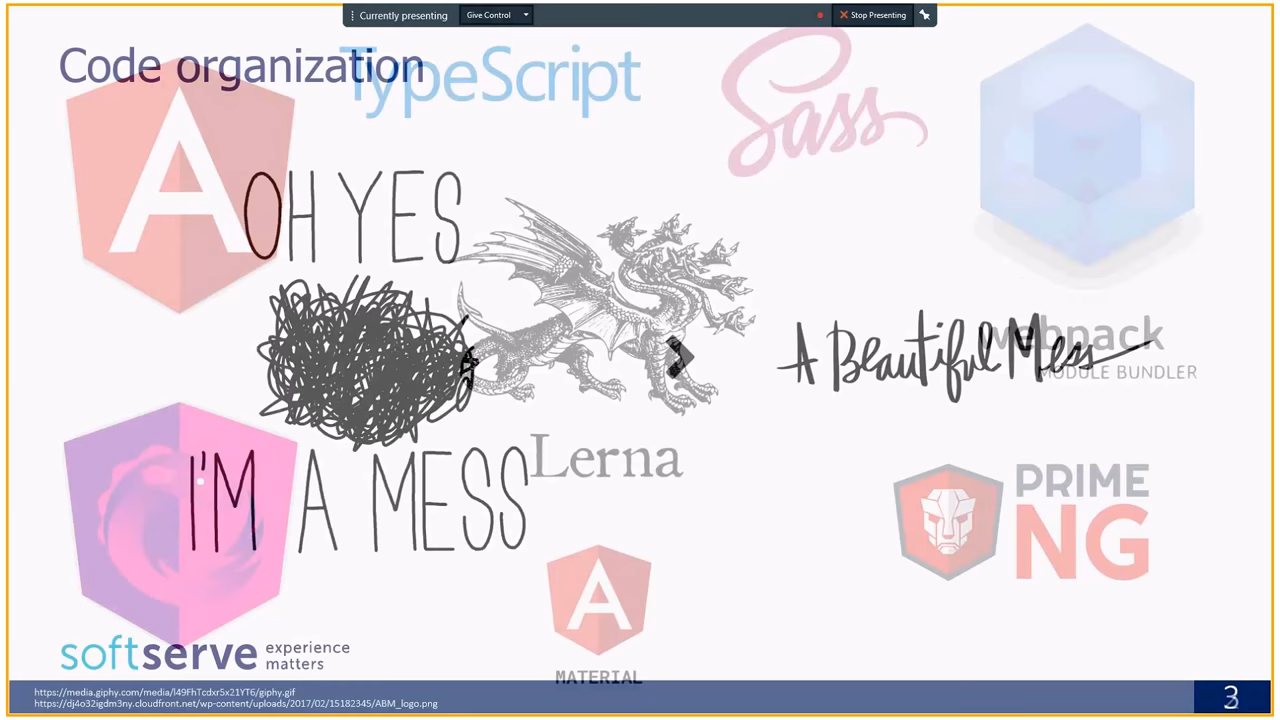 Currently presenting
Give Control
Stop Presenting
Code organization
TypeScript
Sass
OH YES
I'M A MESS
A Beautiful Mess
webpack
MODULE BUNDLER
Lerna
PRIME
NG
MATERIAL
softserve experience
matters
https://media.giphy.com/media/l49FhTcdxr5x21YT6/giphy.gif
https://dj4o32igdm3ny.cloudfront.net/wp-content/uploads/2017/02/15182345/ABM_logo.png